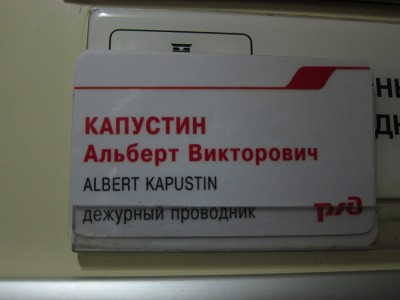 КАПУСТИН
Альберт Викторович
ALBERT KAPUSTIN
дежурный проводник
ржд